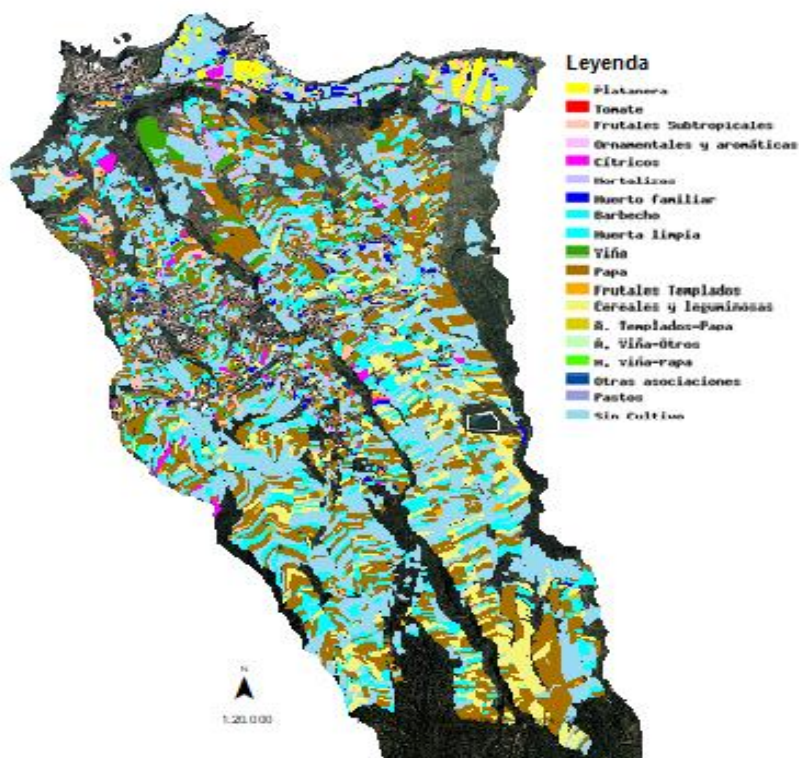 Leyenda
Platanera
Tomate
Frutales Subtropicales
Ornamentales y aromáticas
Cítricos
Hortalizas
Huerto familiar
Barbecho
Huerta limpia
Viña
Papa
Frutales Templados
Cereales y leguminosas
A. Templados-Papa
A. Viña-Otros
M. Viña-Papa
Otras asociaciones
Pastos
Sin Cultivo
N
1:20.000